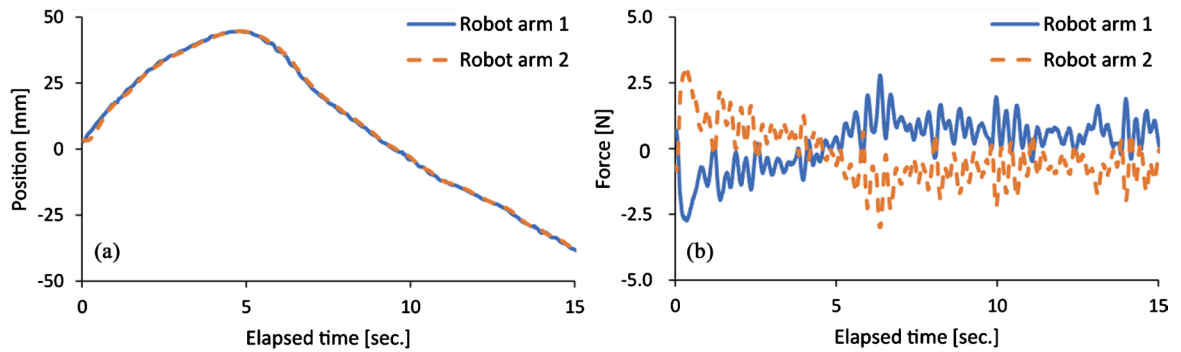 50
25
0
-25
-50
Position [mm]
Robot arm 1
Robot arm 2
(a)
0
5
10
15
Elapsed time [sec.]
5.0
2.5
0
-2.5
-5.0
Force [N]
Robot arm 1
Robot arm 2
(b)
0
5
10
15
Elapsed time [sec.]